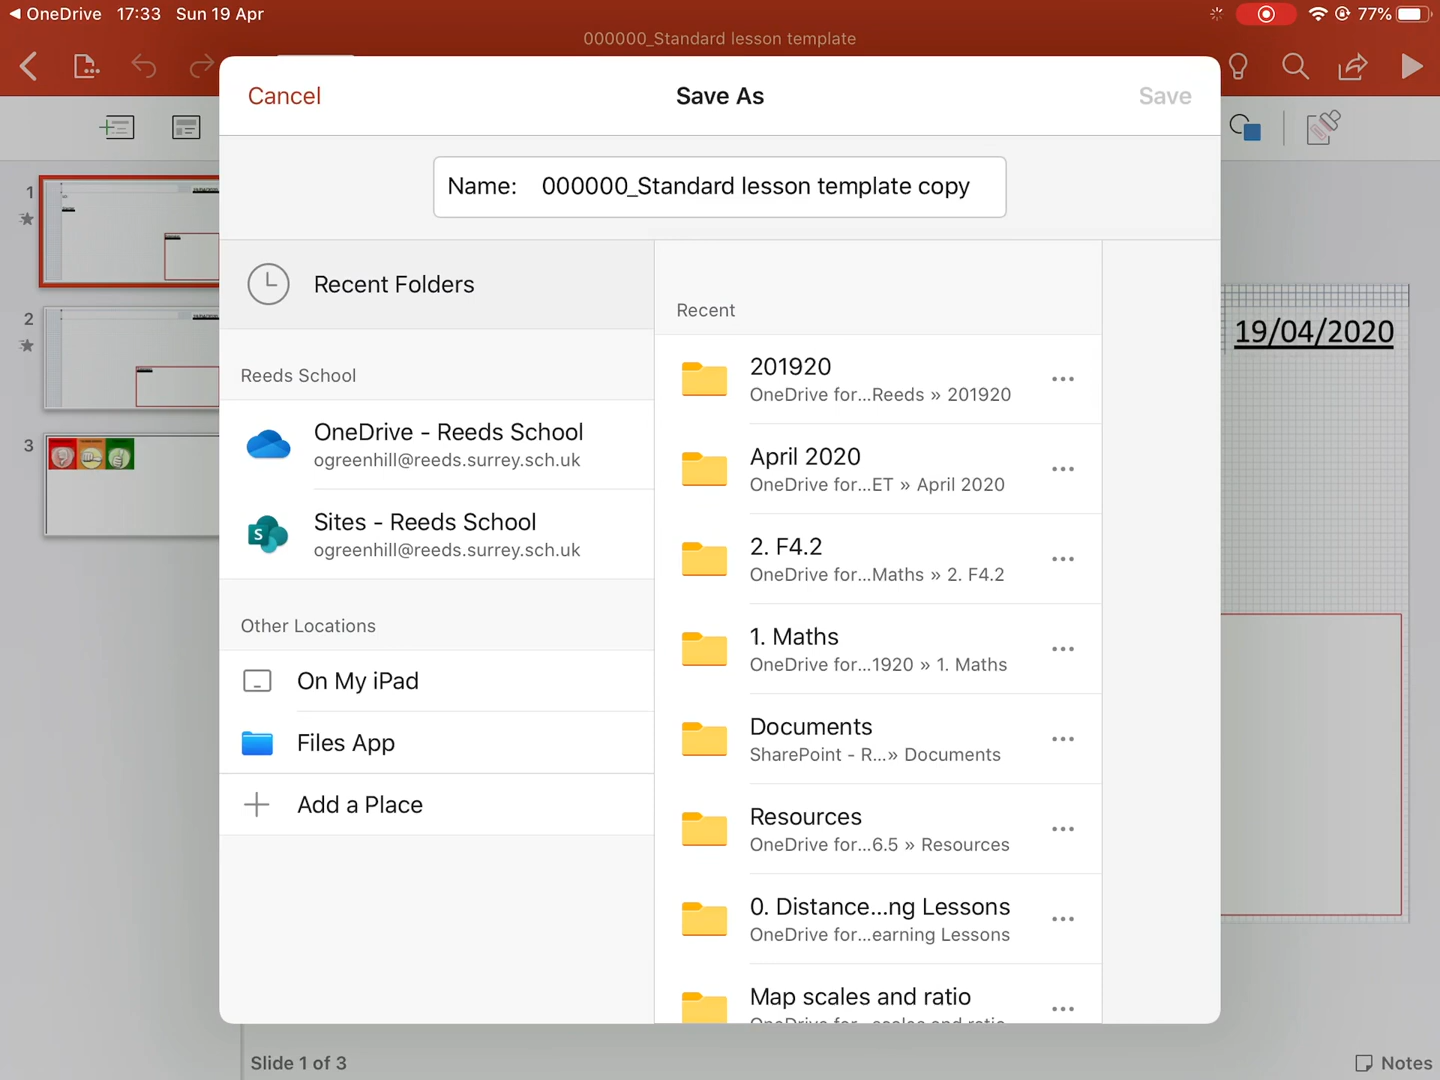 OneDrive 17:33 Sun 19 Apr 77%
000000_Standard lesson template
Cancel Save As Save
Name: 000000_Standard lesson template copy
Recent Folders
Reeds School
OneDrive - Reeds School
ogreenhill@reeds.surrey.sch.uk
Sites - Reeds School
ogreenhill@reeds.surrey.sch.uk
Other Locations
On My iPad
Files App
Add a Place
Recent
201920
OneDrive for...Reeds » 201920
April 2020
OneDrive for...ET » April 2020
2. F4.2
OneDrive for...Maths » 2. F4.2
1. Maths
OneDrive for...1920 » 1. Maths
Documents
SharePoint - R...» Documents
Resources
OneDrive for...6.5 » Resources
0. Distance...ng Lessons
OneDrive for...earning Lessons
Map scales and ratio
1
2
3
19/04/2020
Slide 1 of 3
Notes